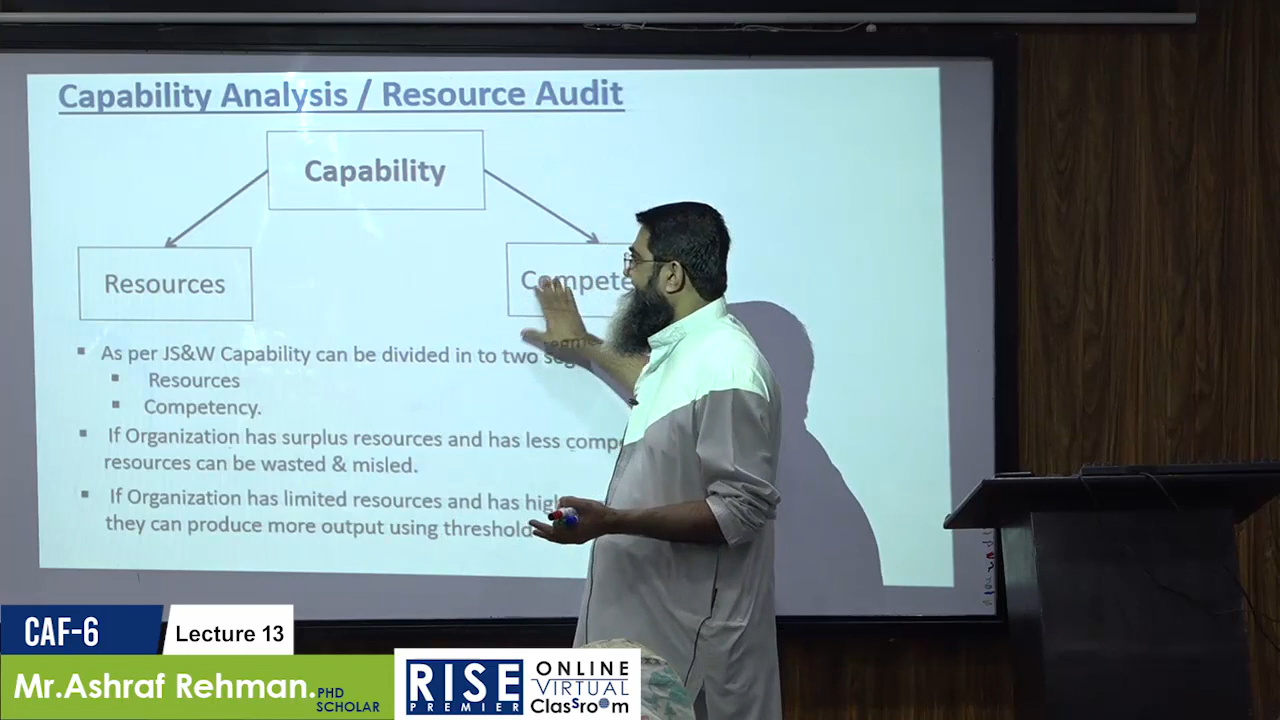 Capability Analysis / Resource Audit
Capability
Resources
Compete
▪ As per JS&W Capability can be divided in to two
▪ Resources
▪ Competency.
▪ If Organization has surplus resources and has less
resources can be wasted & misled.
▪ If Organization has limited resources and has
they can produce more output using threshold
CAF-6
Lecture 13
Mr.Ashraf Rehman. PHD
SCHOLAR
RISE
PREMIER
ONLINE
VIRTUAL
Classroom